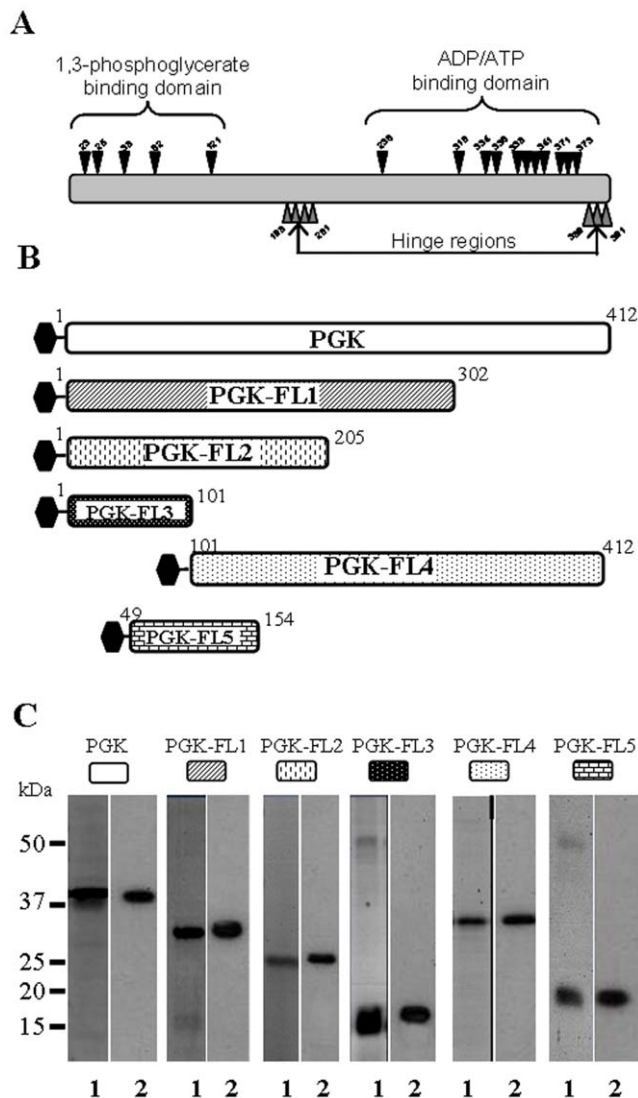 A
1,3-phosphoglycerate
binding domain
ADP/ATP
binding domain
Hinge regions
B
1
412
PGK
1
302
PGK-FL1
1
205
PGK-FL2
1
101
PGK-FL3
101
412
PGK-FL4
49
154
PGK-FL5
C
PGK PGK-FL1 PGK-FL2 PGK-FL3 PGK-FL4 PGK-FL5
kDa
50
37
25
20
15
1 2 1 2 1 2 1 2 1 2 1 2